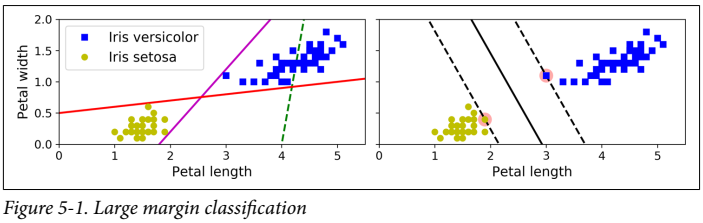 2.0
1.5
1.0
0.5
0.0
Petal width
Iris versicolor
Iris setosa
0 1 2 3 4 5
Petal length
0 1 2 3 4 5
Petal length
Figure 5-1. Large margin classification